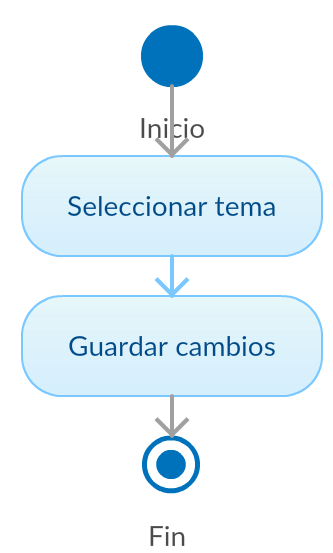 Inicio
Seleccionar tema
Guardar cambios
Fin